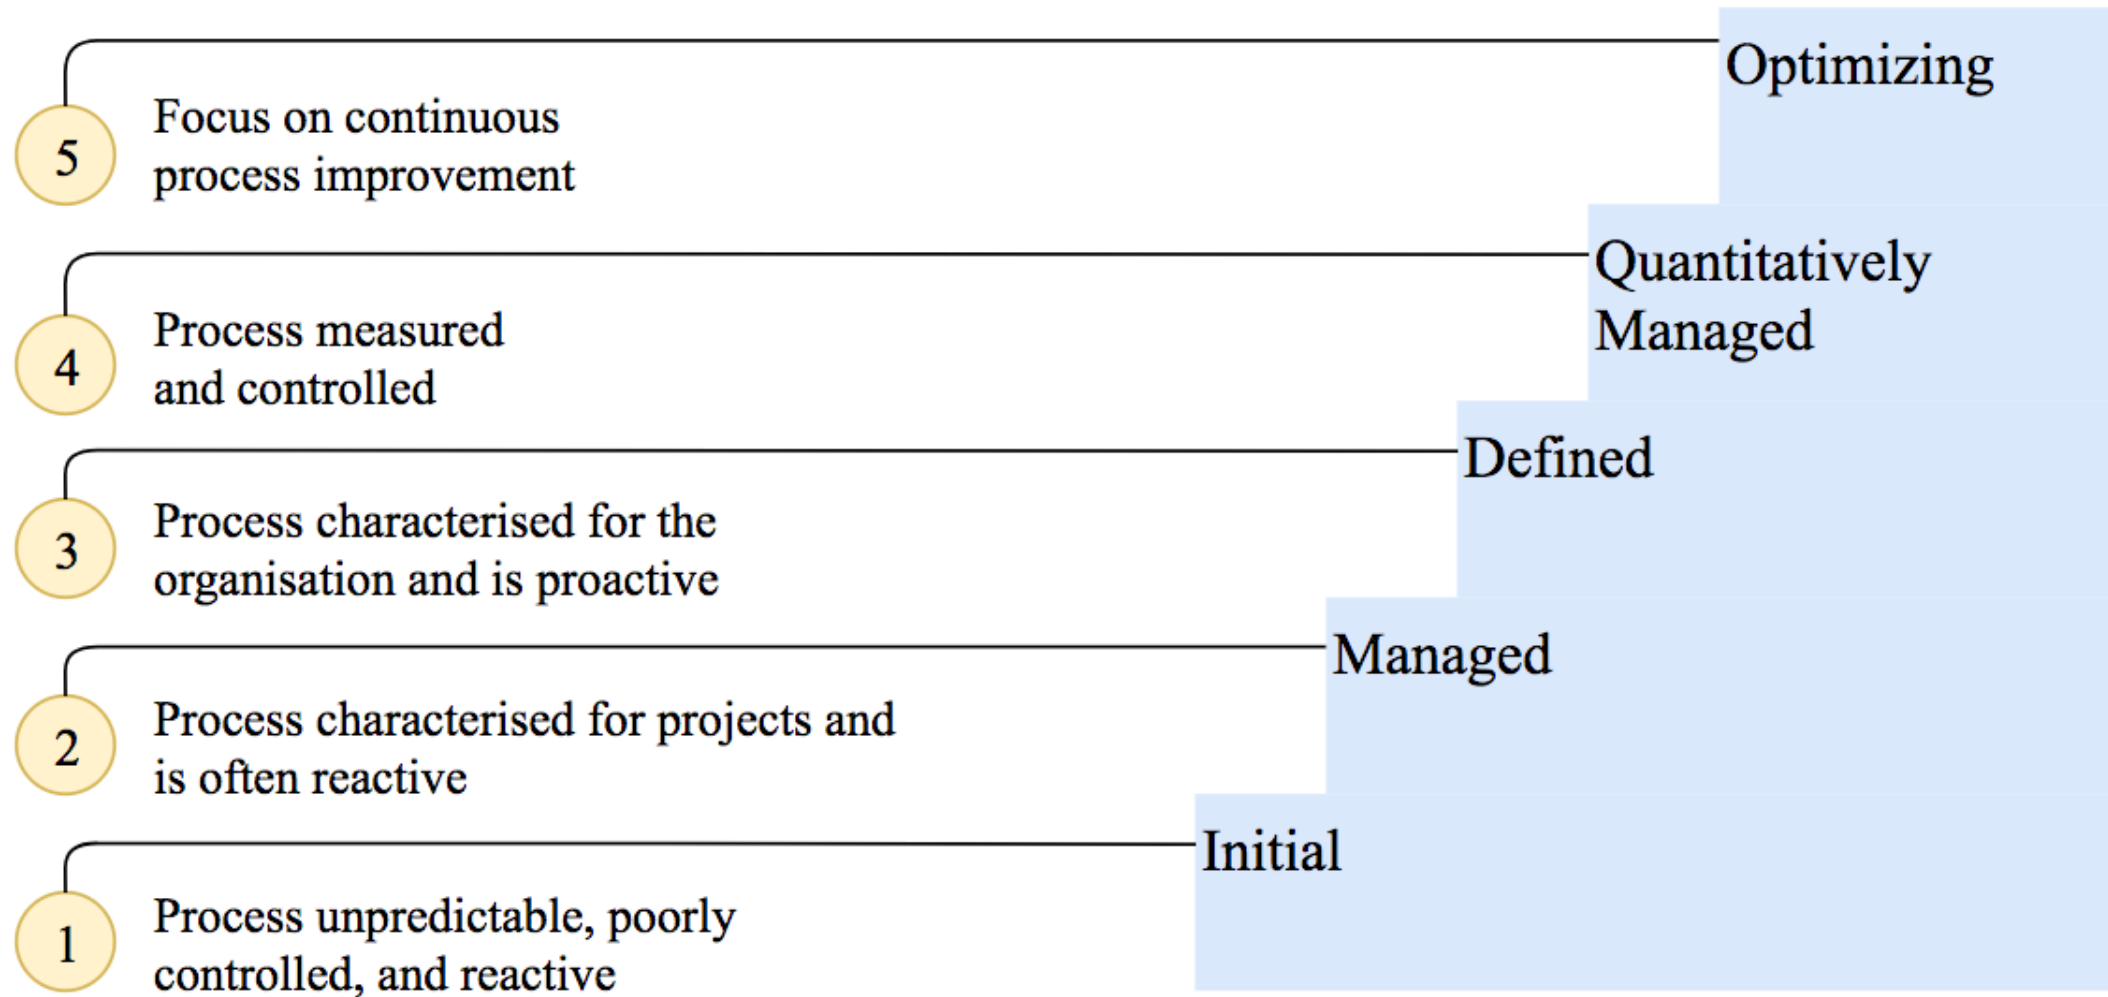 Optimizing
5
Focus on continuous
process improvement
Quantitatively
Managed
4
Process measured
and controlled
Defined
3
Process characterised for the
organisation and is proactive
Managed
2
Process characterised for projects and
is often reactive
Initial
1
Process unpredictable, poorly
controlled, and reactive